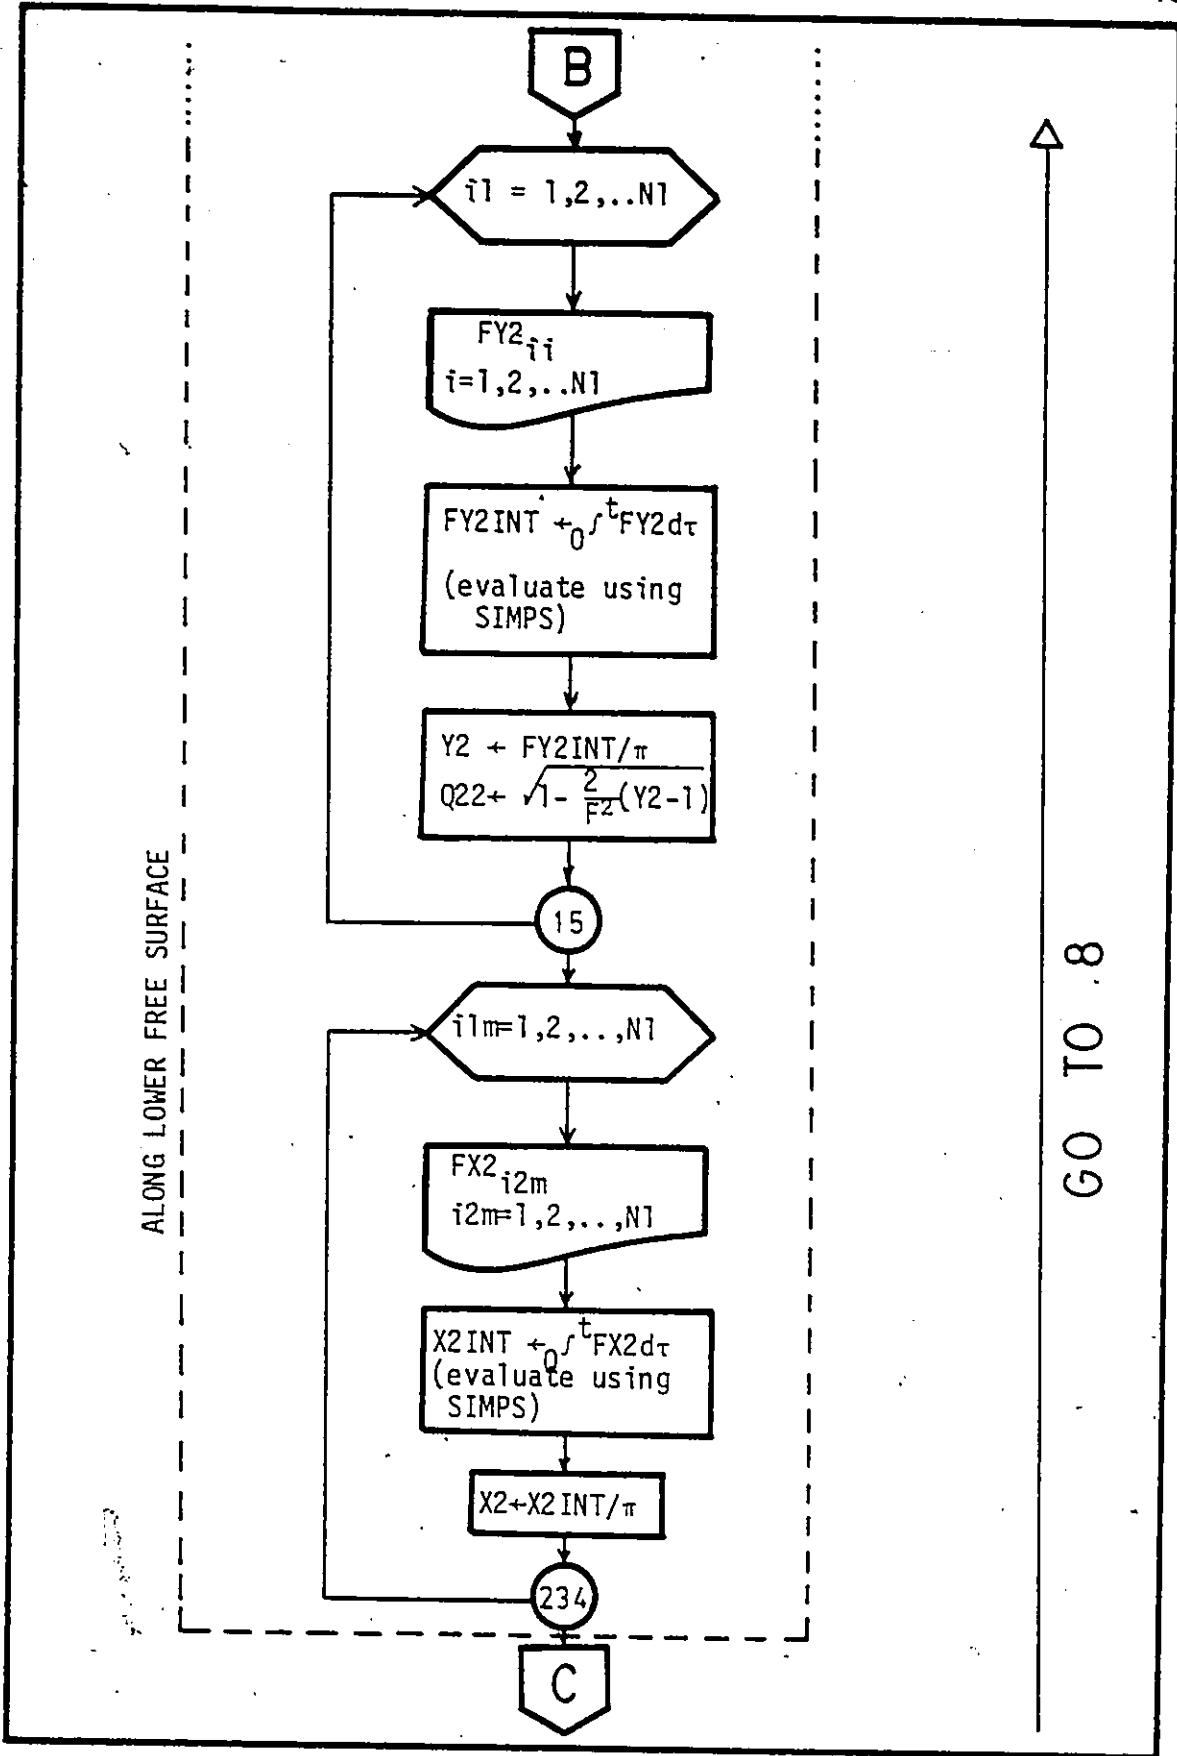 B
i1 = 1,2,..N1
FY2ii
i=1,2,..N1
FY2INT ←0∫tFY2dτ
(evaluate using
SIMPS)
Y2 ← FY2INT/π
Q22← √1- 2/F²(Y2-1)
15
i1m=1,2,..,N1
FX2i2m
i2m=1,2,..,N1
X2INT ←0∫tFX2dτ
(evaluate using
SIMPS)
X2←X2INT/π
234
C
ALONG LOWER FREE SURFACE
GO TO .8